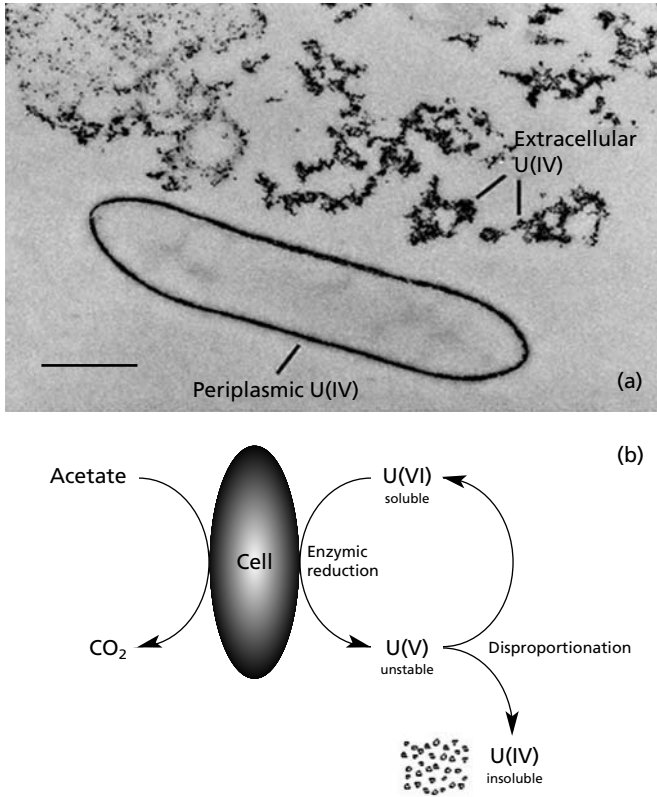 Extracellular
U(IV)
Periplasmic U(IV)
(a)
(b)
Acetate
U(VI)
soluble
Cell
Enzymic
reduction
CO₂
U(V)
unstable
Disproportionation
U(IV)
insoluble